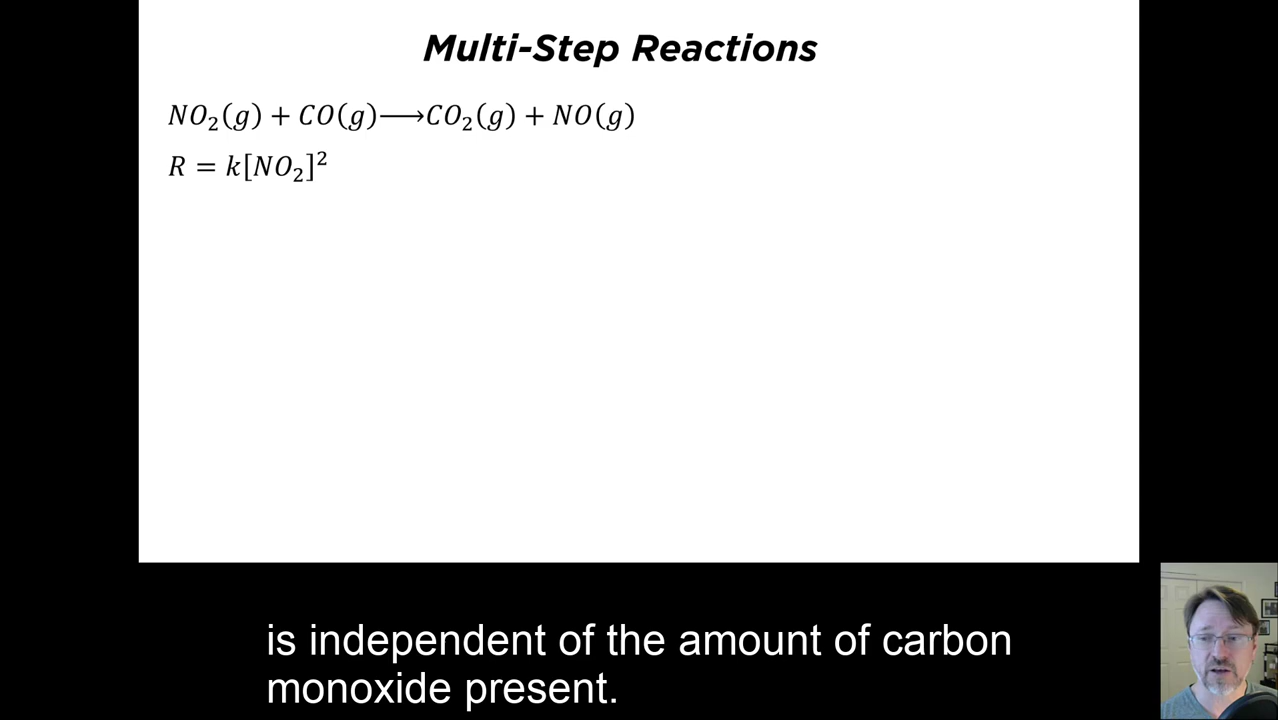 Multi-Step Reactions
NO₂(g) + CO(g)⟶CO₂(g) + NO(g)
R = k[NO₂]²
is independent of the amount of carbon
monoxide present.